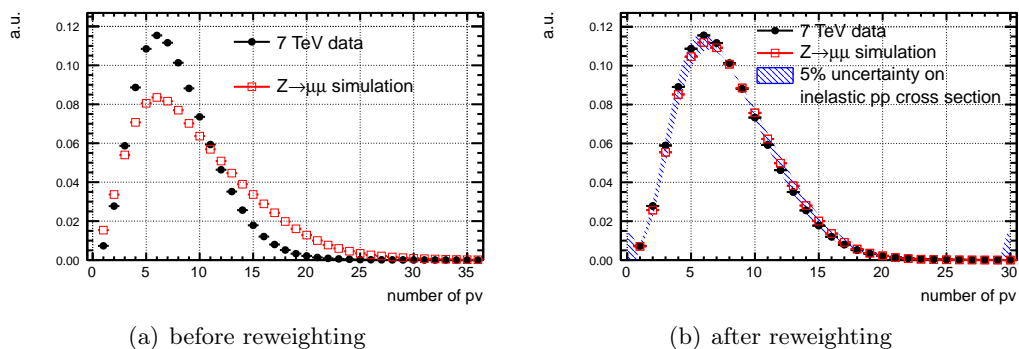 a.u.
0.12
0.10
0.08
0.06
0.04
0.02
0.00
7 TeV data
Z→μμ simulation
0 5 10 15 20 25 30 35
number of pv
(a) before reweighting
a.u.
0.12
0.10
0.08
0.06
0.04
0.02
0.00
7 TeV data
Z→μμ simulation
5% uncertainty on
inelastic pp cross section
0 5 10 15 20 25 30
number of pv
(b) after reweighting